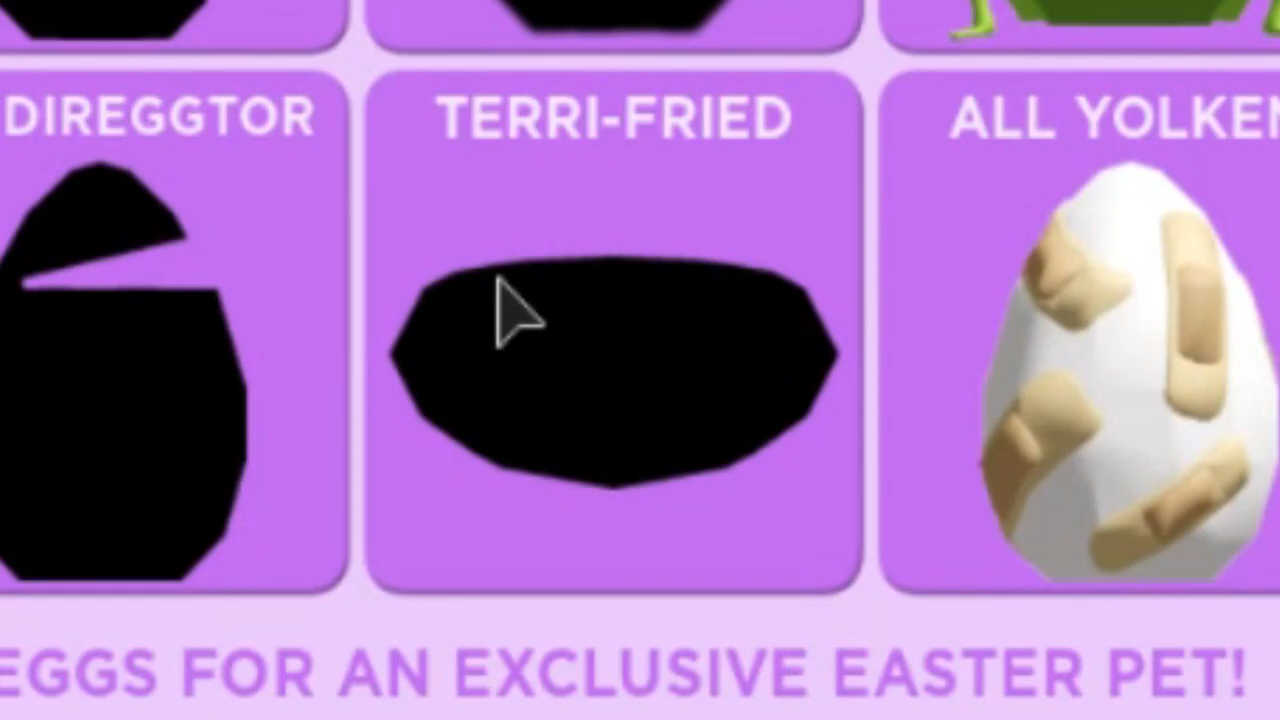 DIREGGTOR
TERRI-FRIED
ALL YOLKEN
EGGS FOR AN EXCLUSIVE EASTER PET!